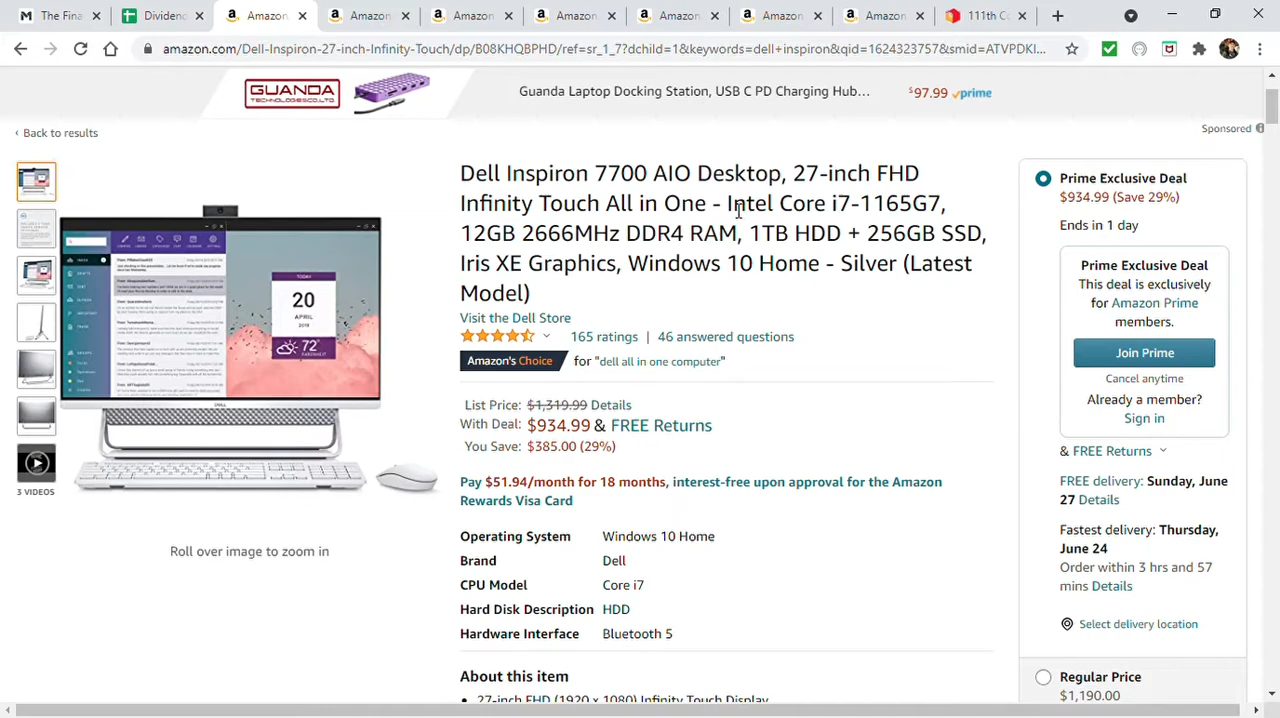 The Fina
Dividend
Amazon
Amazon
Amazon
Amazon
Amazon
Amazon
Amazon
111th Co
amazon.com/Dell-Inspiron-27-inch-Infinity-Touch/dp/B08KHQBPHD/ref=sr_1_7?dchild=1&keywords=dell+inspiron&qid=1624323757&smid=ATVPDKI...
GUANDA
TECHNOLOGIES CO.,LTD.
Guanda Laptop Docking Station, USB C PD Charging Hub...
$97.99 prime
‹ Back to results
Sponsored
Dell Inspiron 7700 AIO Desktop, 27-inch FHD
Infinity Touch All in One - Intel Core i7-1165G7,
12GB 2666MHz DDR4 RAM, 1TB HDD + 256GB SSD,
Iris XE Graphics, Windows 10 Home - Silver (Latest
Model)
Visit the Dell Store
165 ratings | 46 answered questions
Amazon's Choice for "dell all in one computer"
List Price: $1,319.99 Details
With Deal: $934.99 & FREE Returns
You Save: $385.00 (29%)
Pay $51.94/month for 18 months, interest-free upon approval for the Amazon
Rewards Visa Card
Operating System Windows 10 Home
Brand Dell
CPU Model Core i7
Hard Disk Description HDD
Hardware Interface Bluetooth 5
About this item
• 27-inch FHD (1920 x 1080) Infinity Touch Display
TODAY
20
APRIL
72°
FAHRENHEIT
DELL
3 VIDEOS
Roll over image to zoom in
Prime Exclusive Deal
$934.99 (Save 29%)
Ends in 1 day
Prime Exclusive Deal
This deal is exclusively
for Amazon Prime
members.
Join Prime
Cancel anytime
Already a member?
Sign in
& FREE Returns
FREE delivery: Sunday, June
27 Details
Fastest delivery: Thursday,
June 24
Order within 3 hrs and 57
mins Details
Select delivery location
Regular Price
$1,190.00